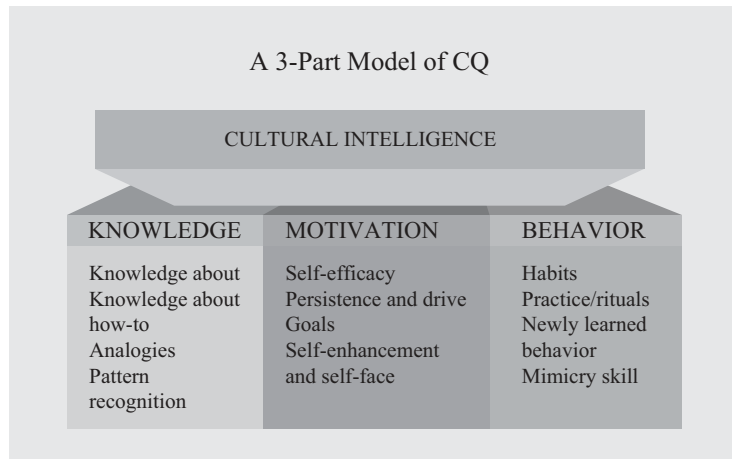 A 3-Part Model of CQ
CULTURAL INTELLIGENCE
KNOWLEDGE
Knowledge about
Knowledge about
how-to
Analogies
Pattern
recognition
MOTIVATION
Self-efficacy
Persistence and drive
Goals
Self-enhancement
and self-face
BEHAVIOR
Habits
Practice/rituals
Newly learned
behavior
Mimicry skill